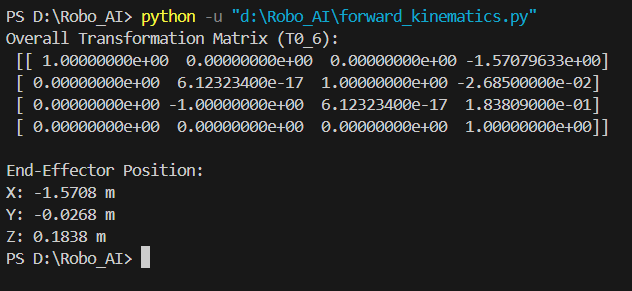 PS D:\Robo_AI> python -u "d:\Robo_AI\forward_kinematics.py"
Overall Transformation Matrix (T0_6):
 [[ 1.00000000e+00  0.00000000e+00  0.00000000e+00 -1.57079633e+00]
 [ 0.00000000e+00  6.12323400e-17  1.00000000e+00 -2.68500000e-02]
 [ 0.00000000e+00 -1.00000000e+00  6.12323400e-17  1.83809000e-01]
 [ 0.00000000e+00  0.00000000e+00  0.00000000e+00  1.00000000e+00]]

End-Effector Position:
X: -1.5708 m
Y: -0.0268 m
Z: 0.1838 m
PS D:\Robo_AI>